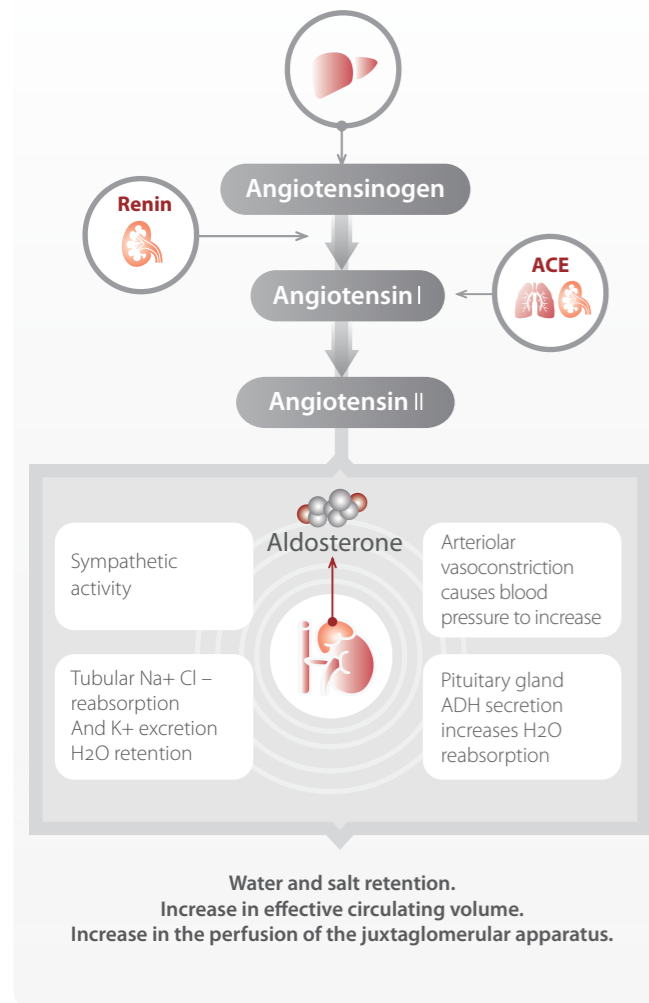 Angiotensinogen
Renin
ACE
Angiotensin I
Angiotensin II
Aldosterone
Sympathetic
activity
Arteriolar
vasoconstriction
causes blood
pressure to increase
Tubular Na+ Cl –
reabsorption
And K+ excretion
H2O retention
Pituitary gland
ADH secretion
increases H2O
reabsorption
Water and salt retention.
Increase in effective circulating volume.
Increase in the perfusion of the juxtaglomerular apparatus.